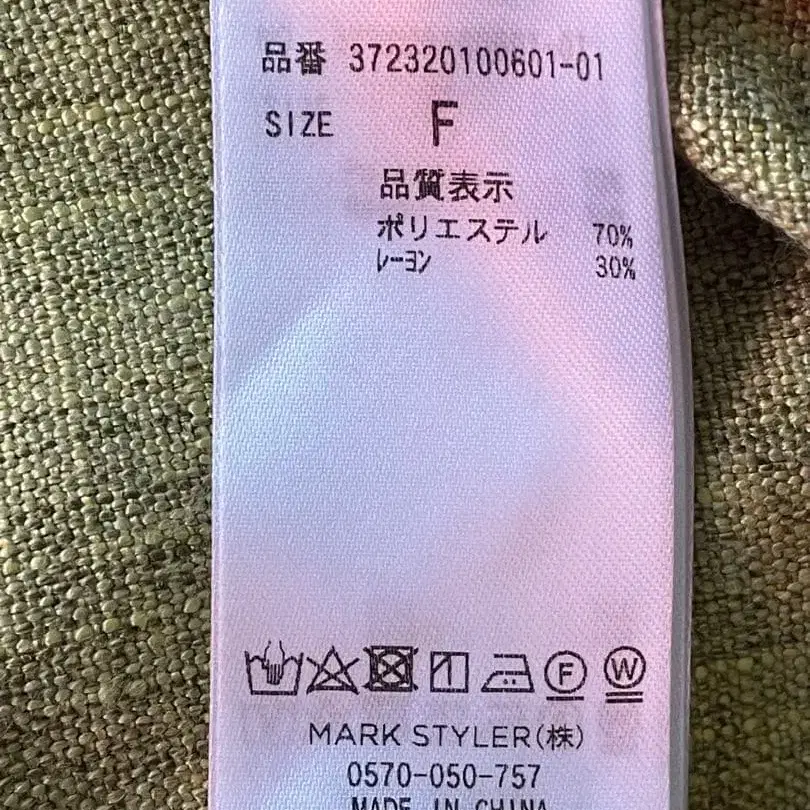 品番 372320100601-01
SIZE F
品質表示
ポリエステル 70%
ﾚｰﾖﾝ 30%
F W
MARK STYLER(株)
0570-050-757
MADE IN CHINA